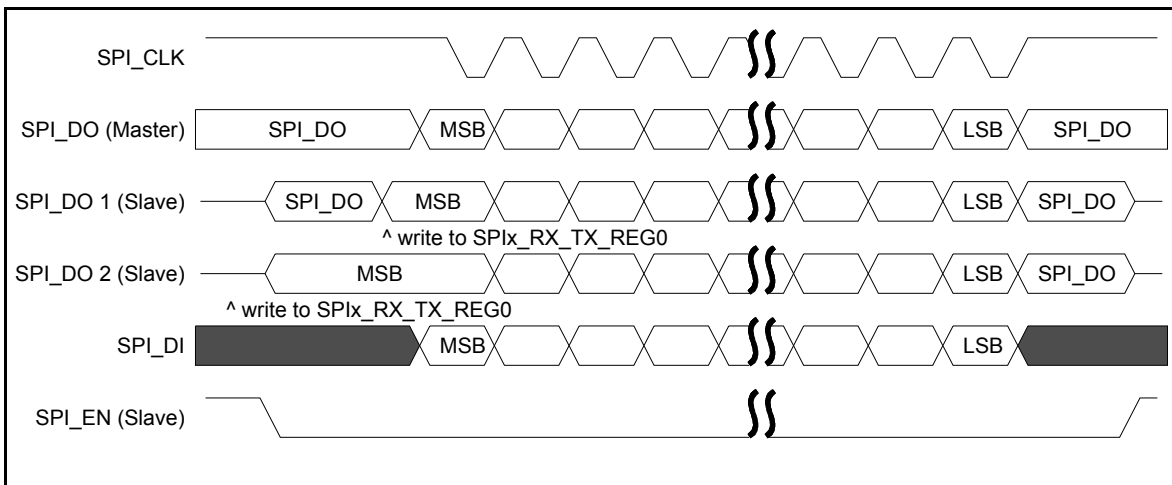 SPI_CLK
SPI_DO (Master) SPI_DO MSB LSB SPI_DO
SPI_DO 1 (Slave) SPI_DO MSB LSB SPI_DO
^ write to SPIx_RX_TX_REG0
SPI_DO 2 (Slave) MSB LSB SPI_DO
^ write to SPIx_RX_TX_REG0
SPI_DI MSB LSB
SPI_EN (Slave)